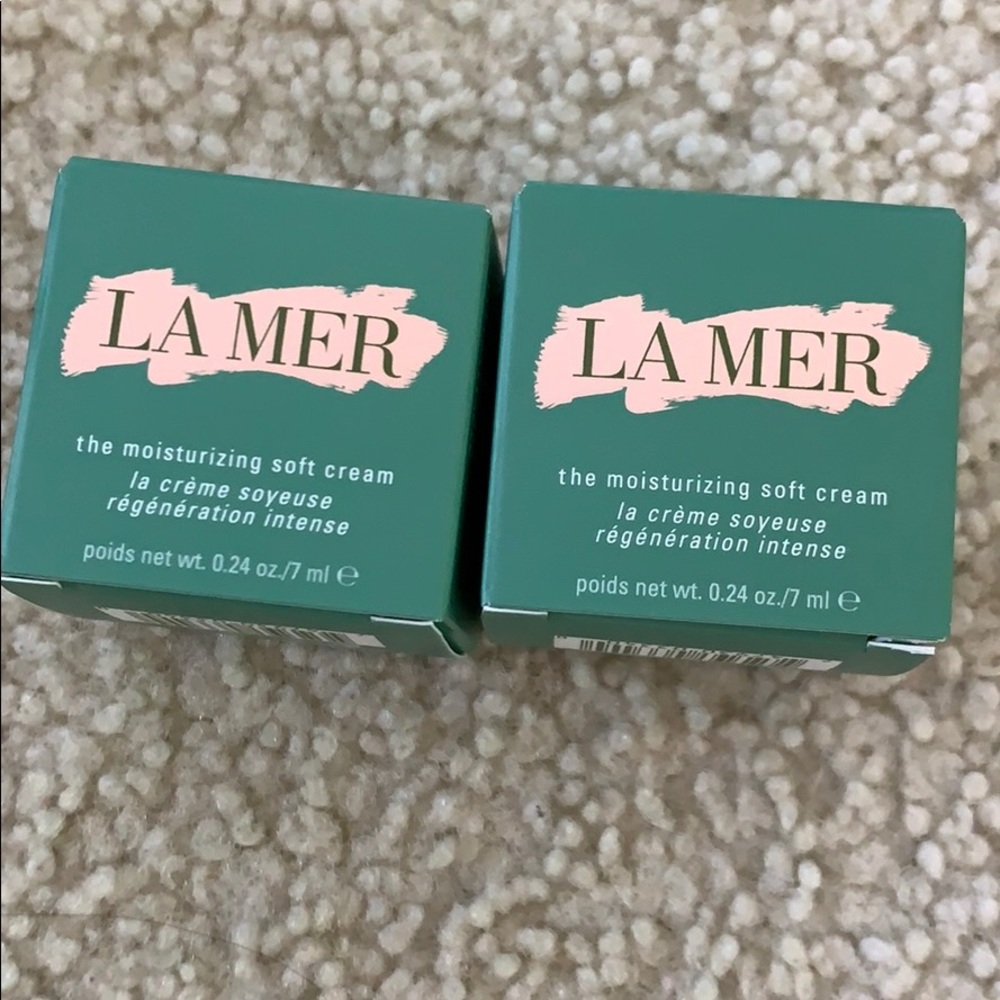 LA MER
the moisturizing soft cream
la crème soyeuse
régénération intense
poids net wt. 0.24 oz./7 ml ℮
LA MER
the moisturizing soft cream
la crème soyeuse
régénération intense
poids net wt. 0.24 oz./7 ml ℮